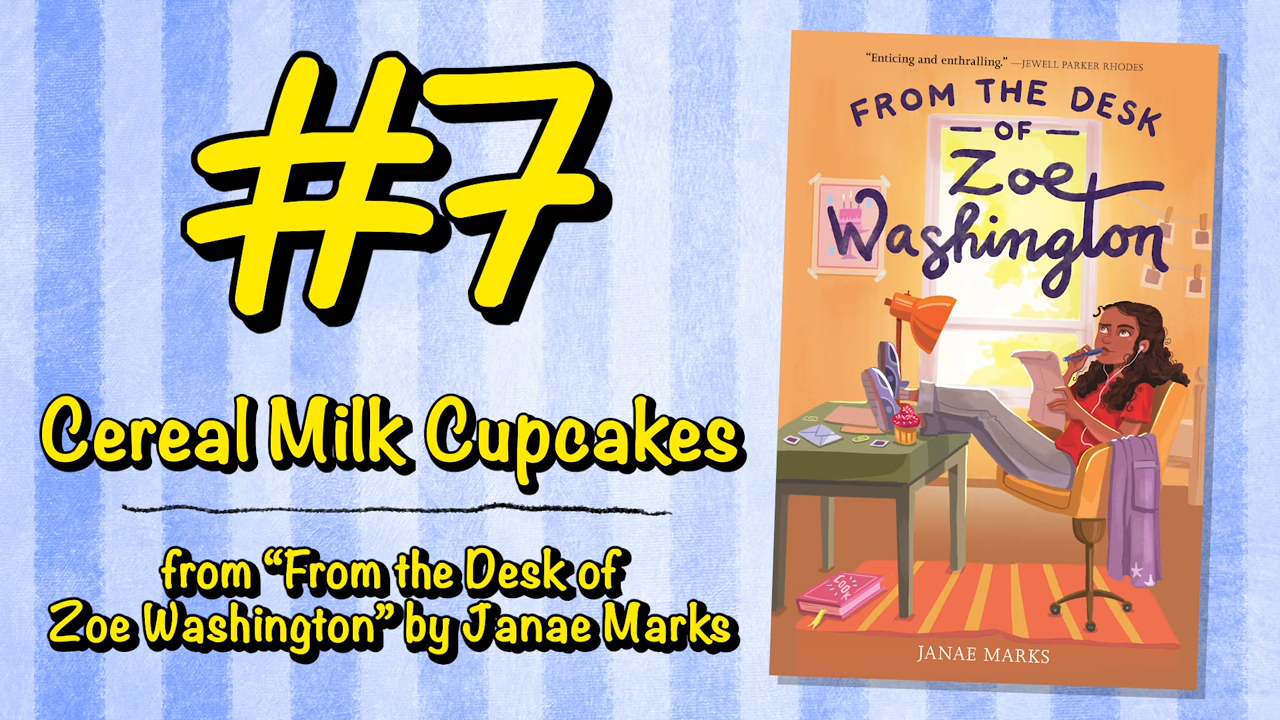 #7
Cereal Milk Cupcakes
from “From the Desk of
Zoe Washington” by Janae Marks
“Enticing and enthralling.” —JEWELL PARKER RHODES
FROM THE DESK
— OF —
Zoe
Washington
COOK
JANAE MARKS